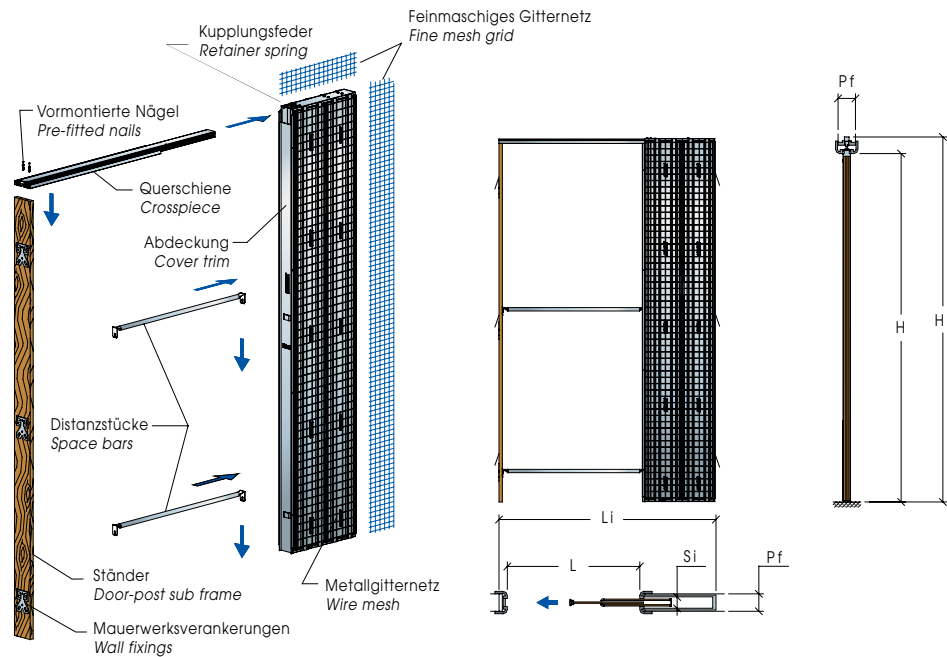 Kupplungsfeder
Retainer spring
Feinmaschiges Gitternetz
Fine mesh grid
Vormontierte Nägel
Pre-fitted nails
Querschiene
Crosspiece
Abdeckung
Cover trim
Distanzstücke
Space bars
Ständer
Door-post sub frame
Mauerwerksverankerungen
Wall fixings
Metallgitternetz
Wire mesh
Li
L
Si
Pf
Pf
H
H